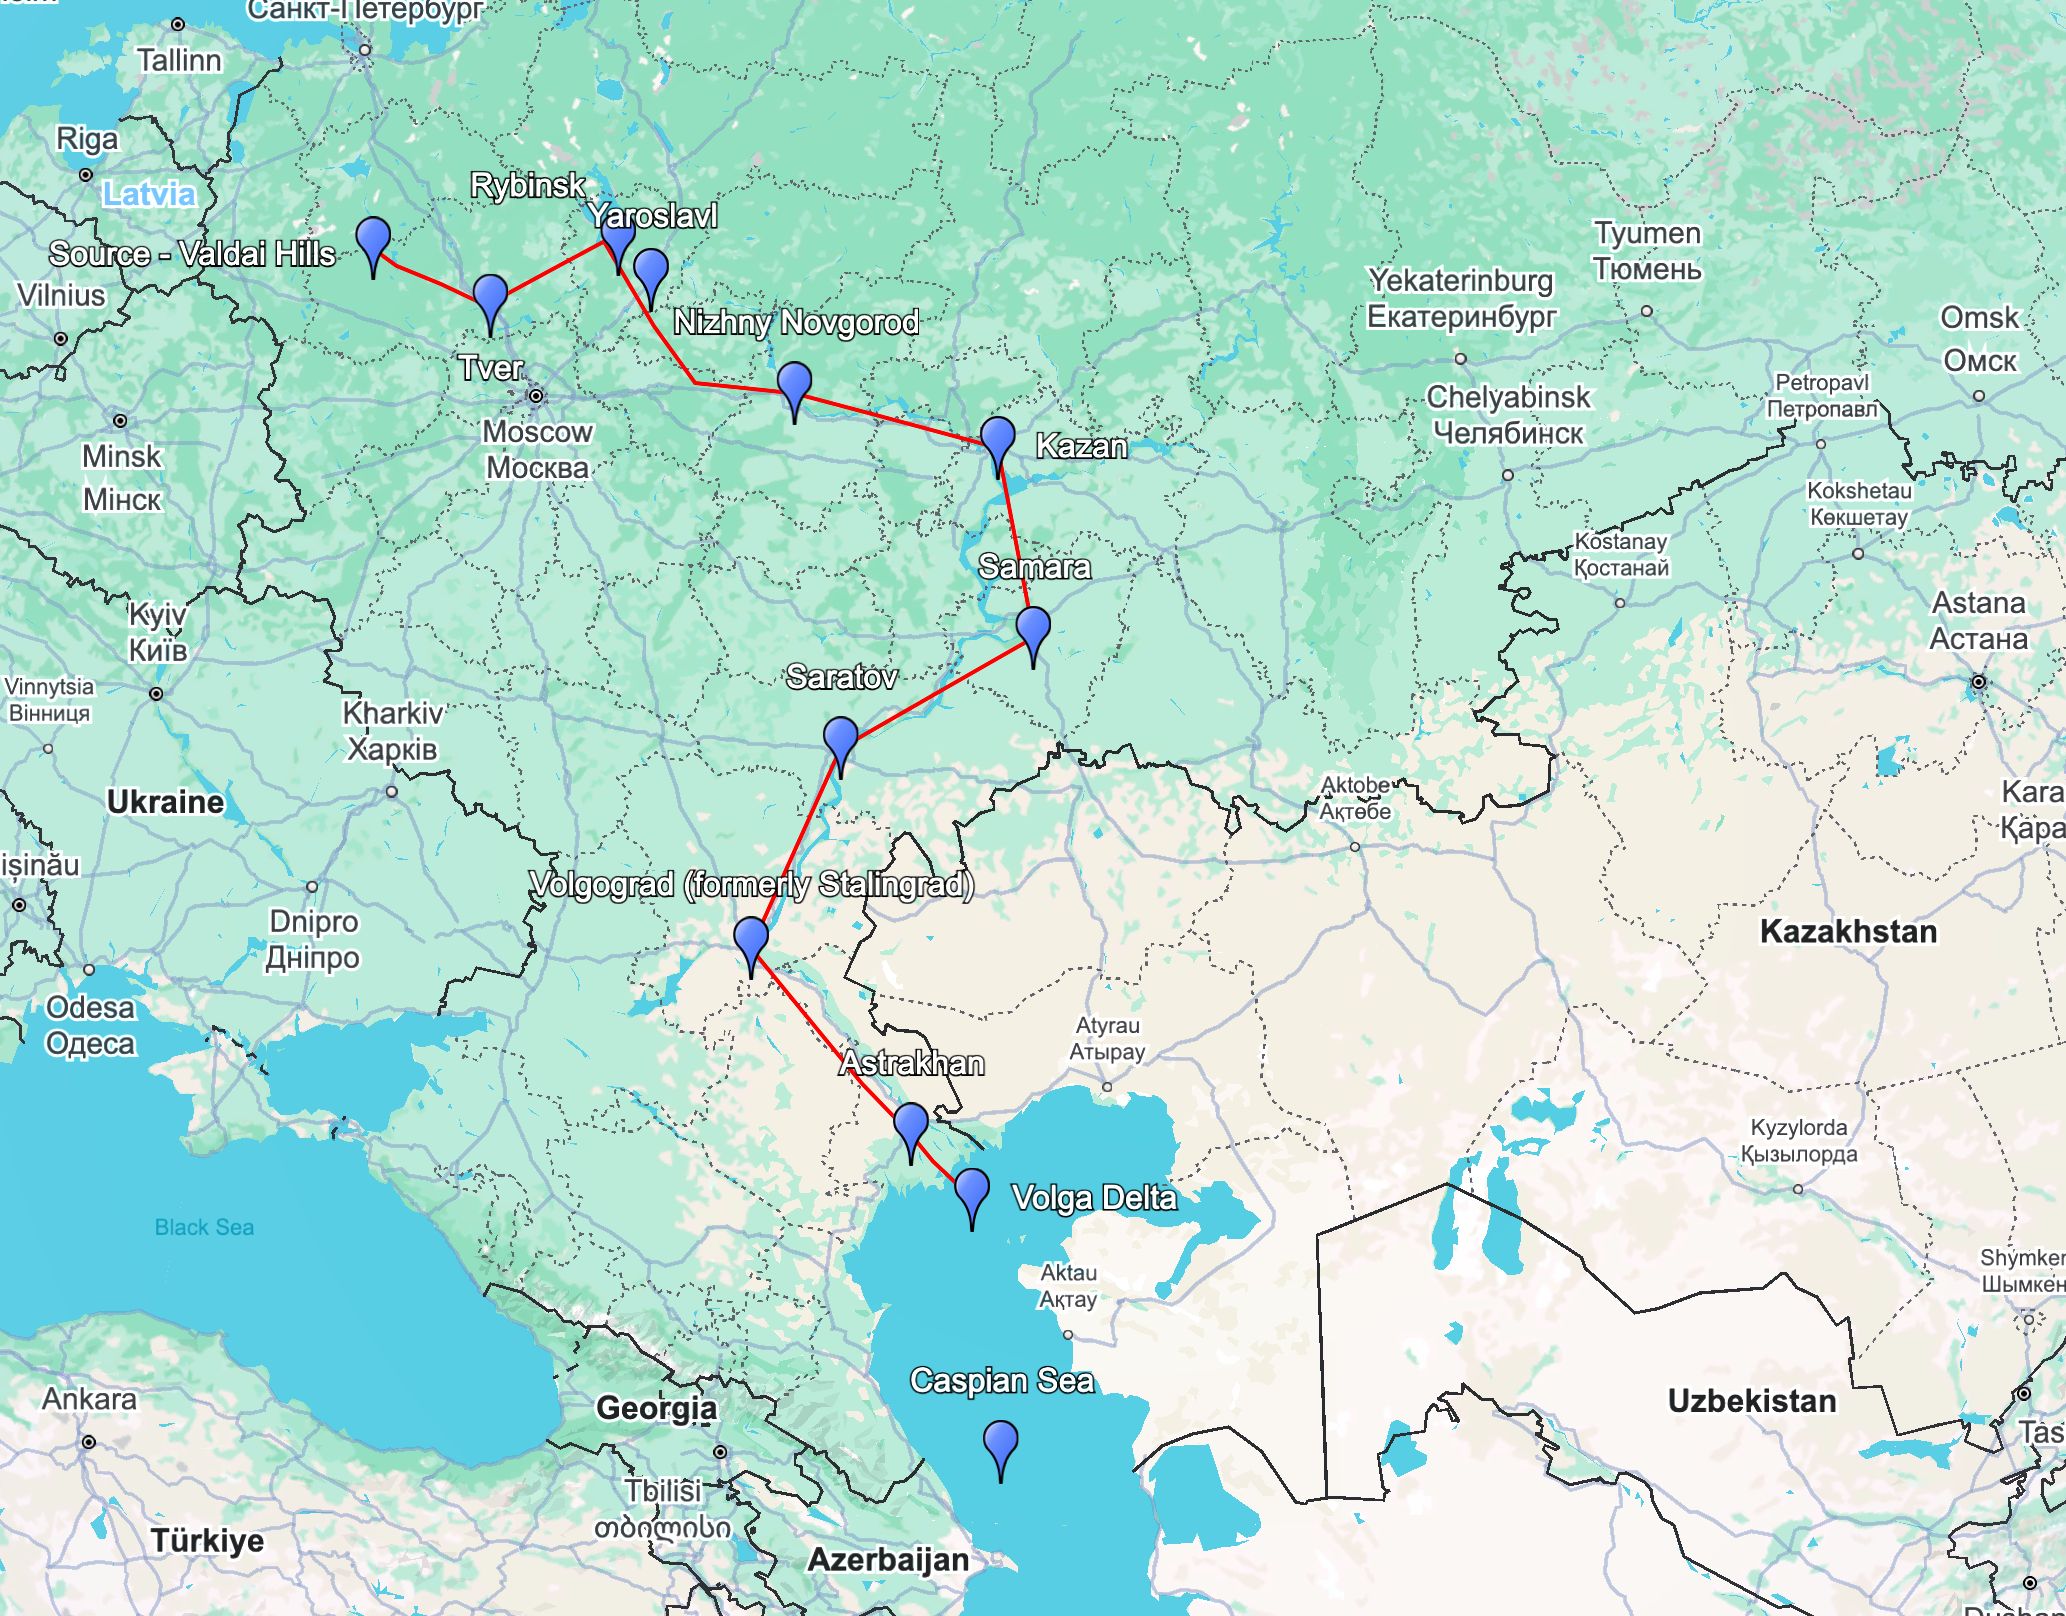 Санкт-Петербург
Tallinn
Riga
Latvia
Rybinsk
Yaroslavl
Source - Valdai Hills
Vilnius
Tyumen
Тюмень
Yekaterinburg
Екатеринбург
Omsk
Омск
Nizhny Novgorod
Tver
Petropavl
Петропавл
Chelyabinsk
Челябинск
Moscow
Москва
Kazan
Minsk
Мінск
Kokshetau
Көкшетау
Kostanay
Қостанай
Samara
Astana
Астана
Kyiv
Київ
Saratov
Vinnytsia
Вінниця
Kharkiv
Харків
Aktobe
Ақтөбе
Kara
Қара
Ukraine
ișinău
Volgograd (formerly Stalingrad)
Dnipro
Дніпро
Kazakhstan
Odesa
Одеса
Atyrau
Атырау
Astrakhan
Kyzylorda
Қызылорда
Volga Delta
Black Sea
Aktau
Ақтау
Shymken
Шымкен
Caspian Sea
Ankara
Georgia
Uzbekistan
Tas
Tbilisi
თბილისი
Türkiye
Azerbaijan